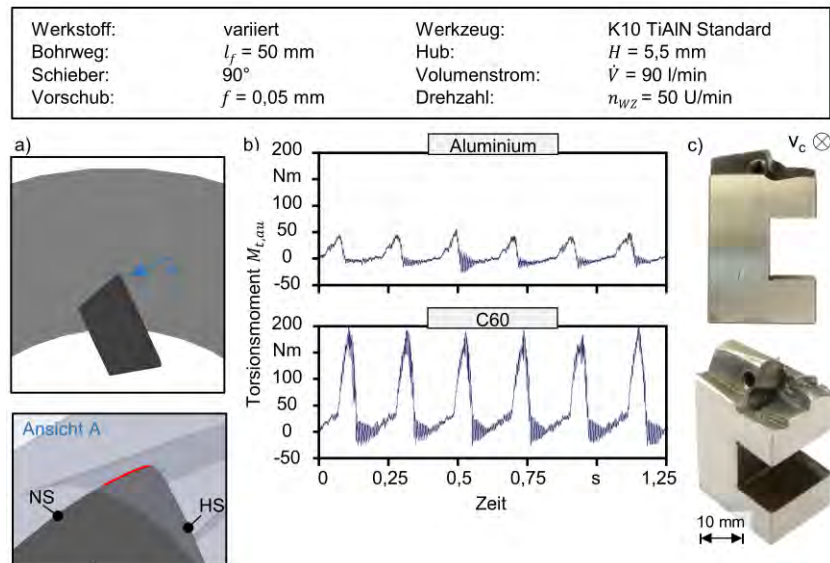 Werkstoff: variiert Werkzeug: K10 TiAlN Standard
Bohrweg: l_f = 50 mm Hub: H = 5,5 mm
Schieber: 90° Volumenstrom: V̇ = 90 l/min
Vorschub: f = 0,05 mm Drehzahl: n_WZ = 50 U/min
a)
Ansicht A
NS
HS
b)
Torsionsmoment M_t,au
Aluminium
200
Nm
100
50
0
-50
C60
200
Nm
100
50
0
-50
0 0,25 0,5 0,75 s 1,25
Zeit
c)
v_c
10 mm